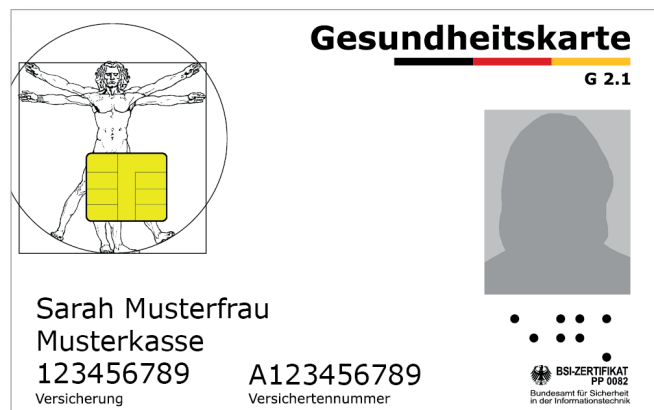 Gesundheitskarte
G 2.1
Sarah Musterfrau
Musterkasse
123456789 A123456789
Versicherung Versichertennummer
BSI-ZERTIFIKAT
PP 0082
Bundesamt für Sicherheit
in der Informationstechnik